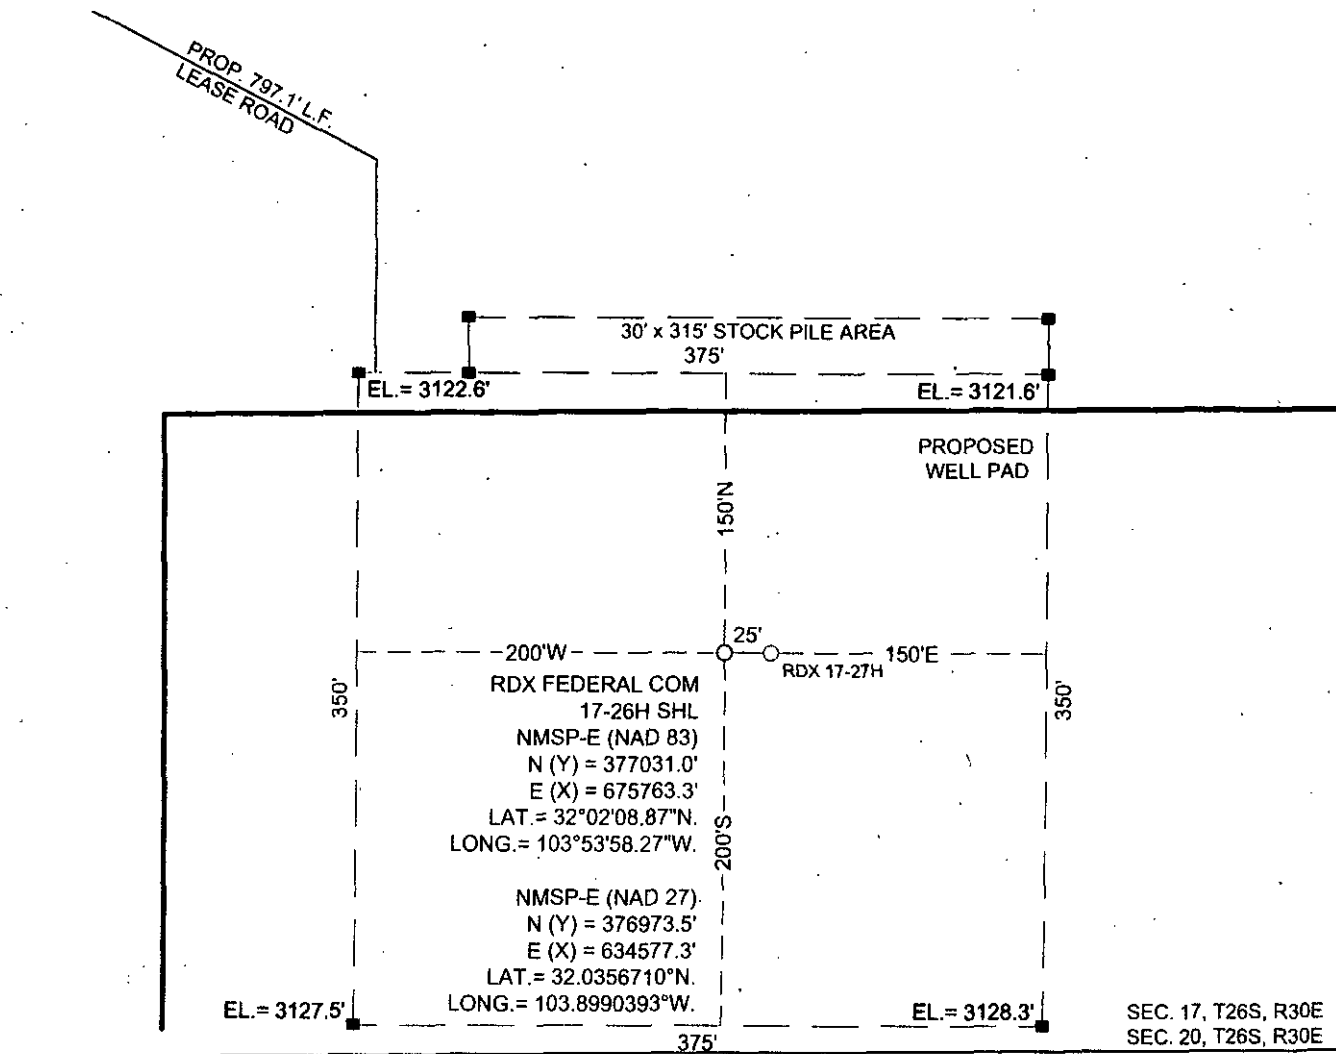 PROP. 797.1' L.F.
LEASE ROAD
30' x 315' STOCK PILE AREA
375'
EL.= 3122.6'
EL.= 3121.6'
PROPOSED
WELL PAD
150'N
25'
200'W
150'E
RDX 17-27H
350'
350'
RDX FEDERAL COM
17-26H SHL
NMSP-E (NAD 83)
N (Y) = 377031.0'
E (X) = 675763.3'
LAT.= 32°02'08.87"N.
LONG.= 103°53'58.27"W.
200'S
NMSP-E (NAD 27)
N (Y) = 376973.5'
E (X) = 634577.3'
LAT.= 32.0356710°N.
LONG.= 103.8990393°W.
EL.= 3127.5'
EL.= 3128.3'
375'
SEC. 17, T26S, R30E
SEC. 20, T26S, R30E